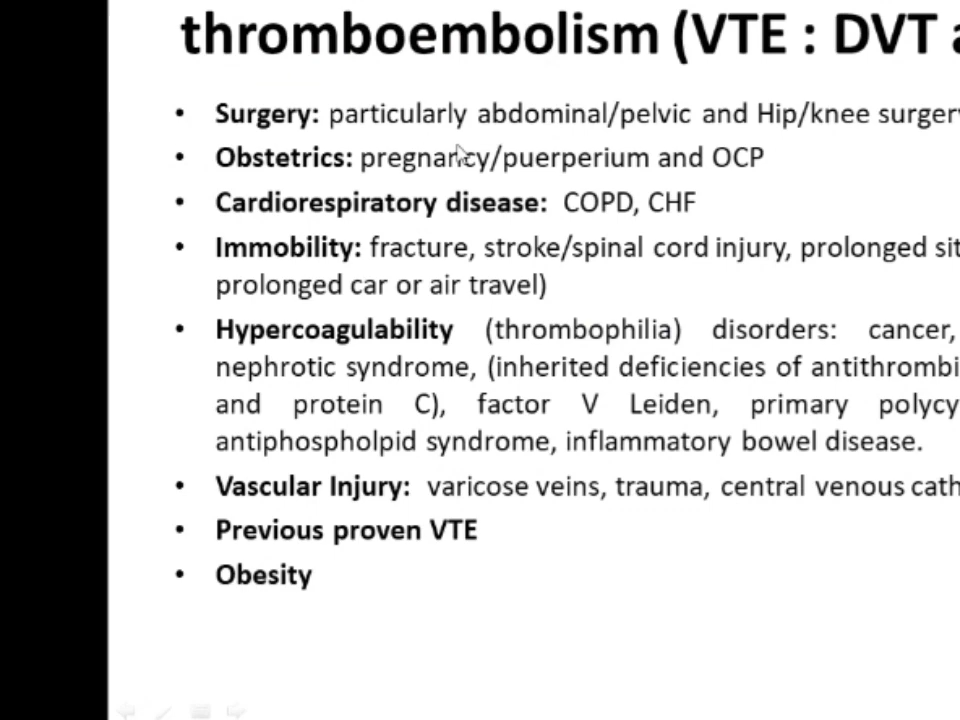 thromboembolism (VTE : DVT
• Surgery: particularly abdominal/pelvic and Hip/knee surgery
• Obstetrics: pregnancy/puerperium and OCP
• Cardiorespiratory disease: COPD, CHF
• Immobility: fracture, stroke/spinal cord injury, prolonged sit
prolonged car or air travel)
• Hypercoagulability (thrombophilia) disorders: cancer,
nephrotic syndrome, (inherited deficiencies of antithrombi
and protein C), factor V Leiden, primary polycy
antiphospholpid syndrome, inflammatory bowel disease.
• Vascular Injury: varicose veins, trauma, central venous cath
• Previous proven VTE
• Obesity